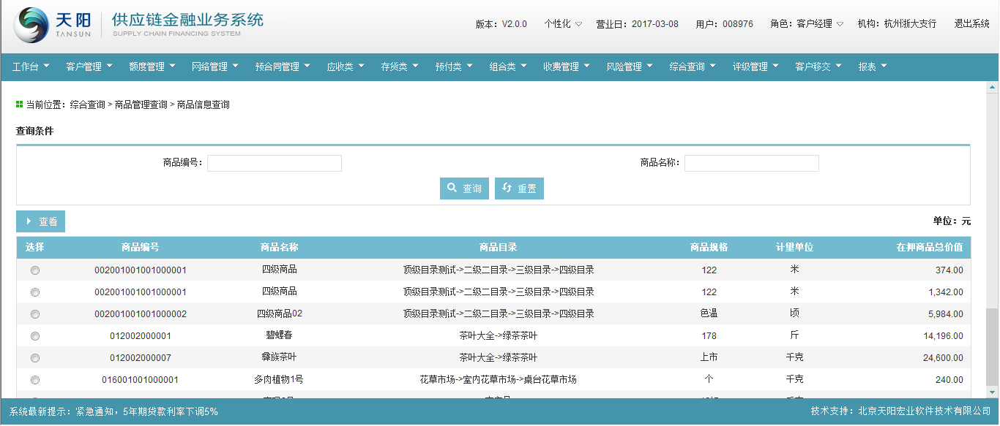 天阳
TANSUN
供应链金融业务系统
SUPPLY CHAIN FINANCING SYSTEM
版本：V2.0.0 个性化 营业日：2017-03-08 用户：008976 角色：客户经理 机构：杭州浙大支行 退出系统
工作台 客户管理 额度管理 网络管理 预合同管理 应收类 存货类 预付类 组合类 收费管理 风险管理 综合查询 评级管理 客户移交 报表
当前位置：综合查询 > 商品管理查询 > 商品信息查询
查询条件
商品编号： 商品名称：
查询 重置
查看 单位：元
选择 商品编号 商品名称 商品目录 商品规格 计量单位 在押商品总价值
002001001001000001 四级商品 顶级目录测试->二级二目录->三级目录->四级目录 122 米 374.00
002001001001000001 四级商品 顶级目录测试->二级二目录->三级目录->四级目录 122 米 1,342.00
002001001001000002 四级商品02 顶级目录测试->二级二目录->三级目录->四级目录 色温 顷 5,984.00
012002000001 碧螺春 茶叶大全->绿茶茶叶 178 斤 14,196.00
012002000007 彝族茶叶 茶叶大全->绿茶茶叶 上市 千克 24,600.00
016001001000001 多肉植物1号 花草市场->室内花草市场->桌台花草市场 个 千克 240.00
系统最新提示：紧急通知，5年期贷款利率下调5% 技术支持：北京天阳宏业软件技术有限公司